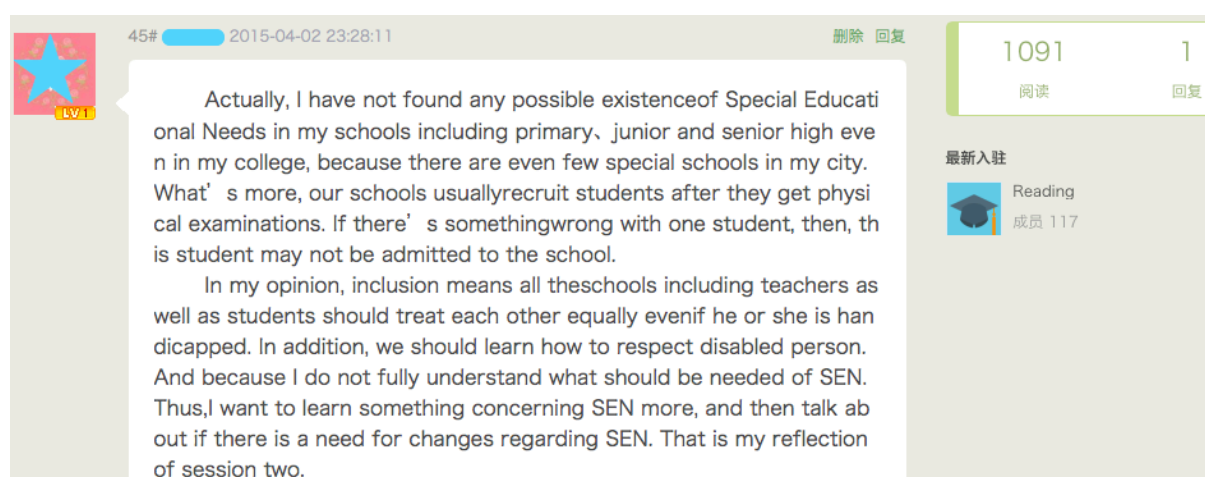 45# 2015-04-02 23:28:11 删除 回复
LV 1
Actually, I have not found any possible existenceof Special Educati
onal Needs in my schools including primary、junior and senior high eve
n in my college, because there are even few special schools in my city.
What’s more, our schools usuallyrecruit students after they get physi
cal examinations. If there’s somethingwrong with one student, then, th
is student may not be admitted to the school.
In my opinion, inclusion means all theschools including teachers as
well as students should treat each other equally evenif he or she is han
dicapped. In addition, we should learn how to respect disabled person.
And because I do not fully understand what should be needed of SEN.
Thus,I want to learn something concerning SEN more, and then talk ab
out if there is a need for changes regarding SEN. That is my reflection
of session two.
1091 1
阅读 回复
最新入驻
Reading
成员 117